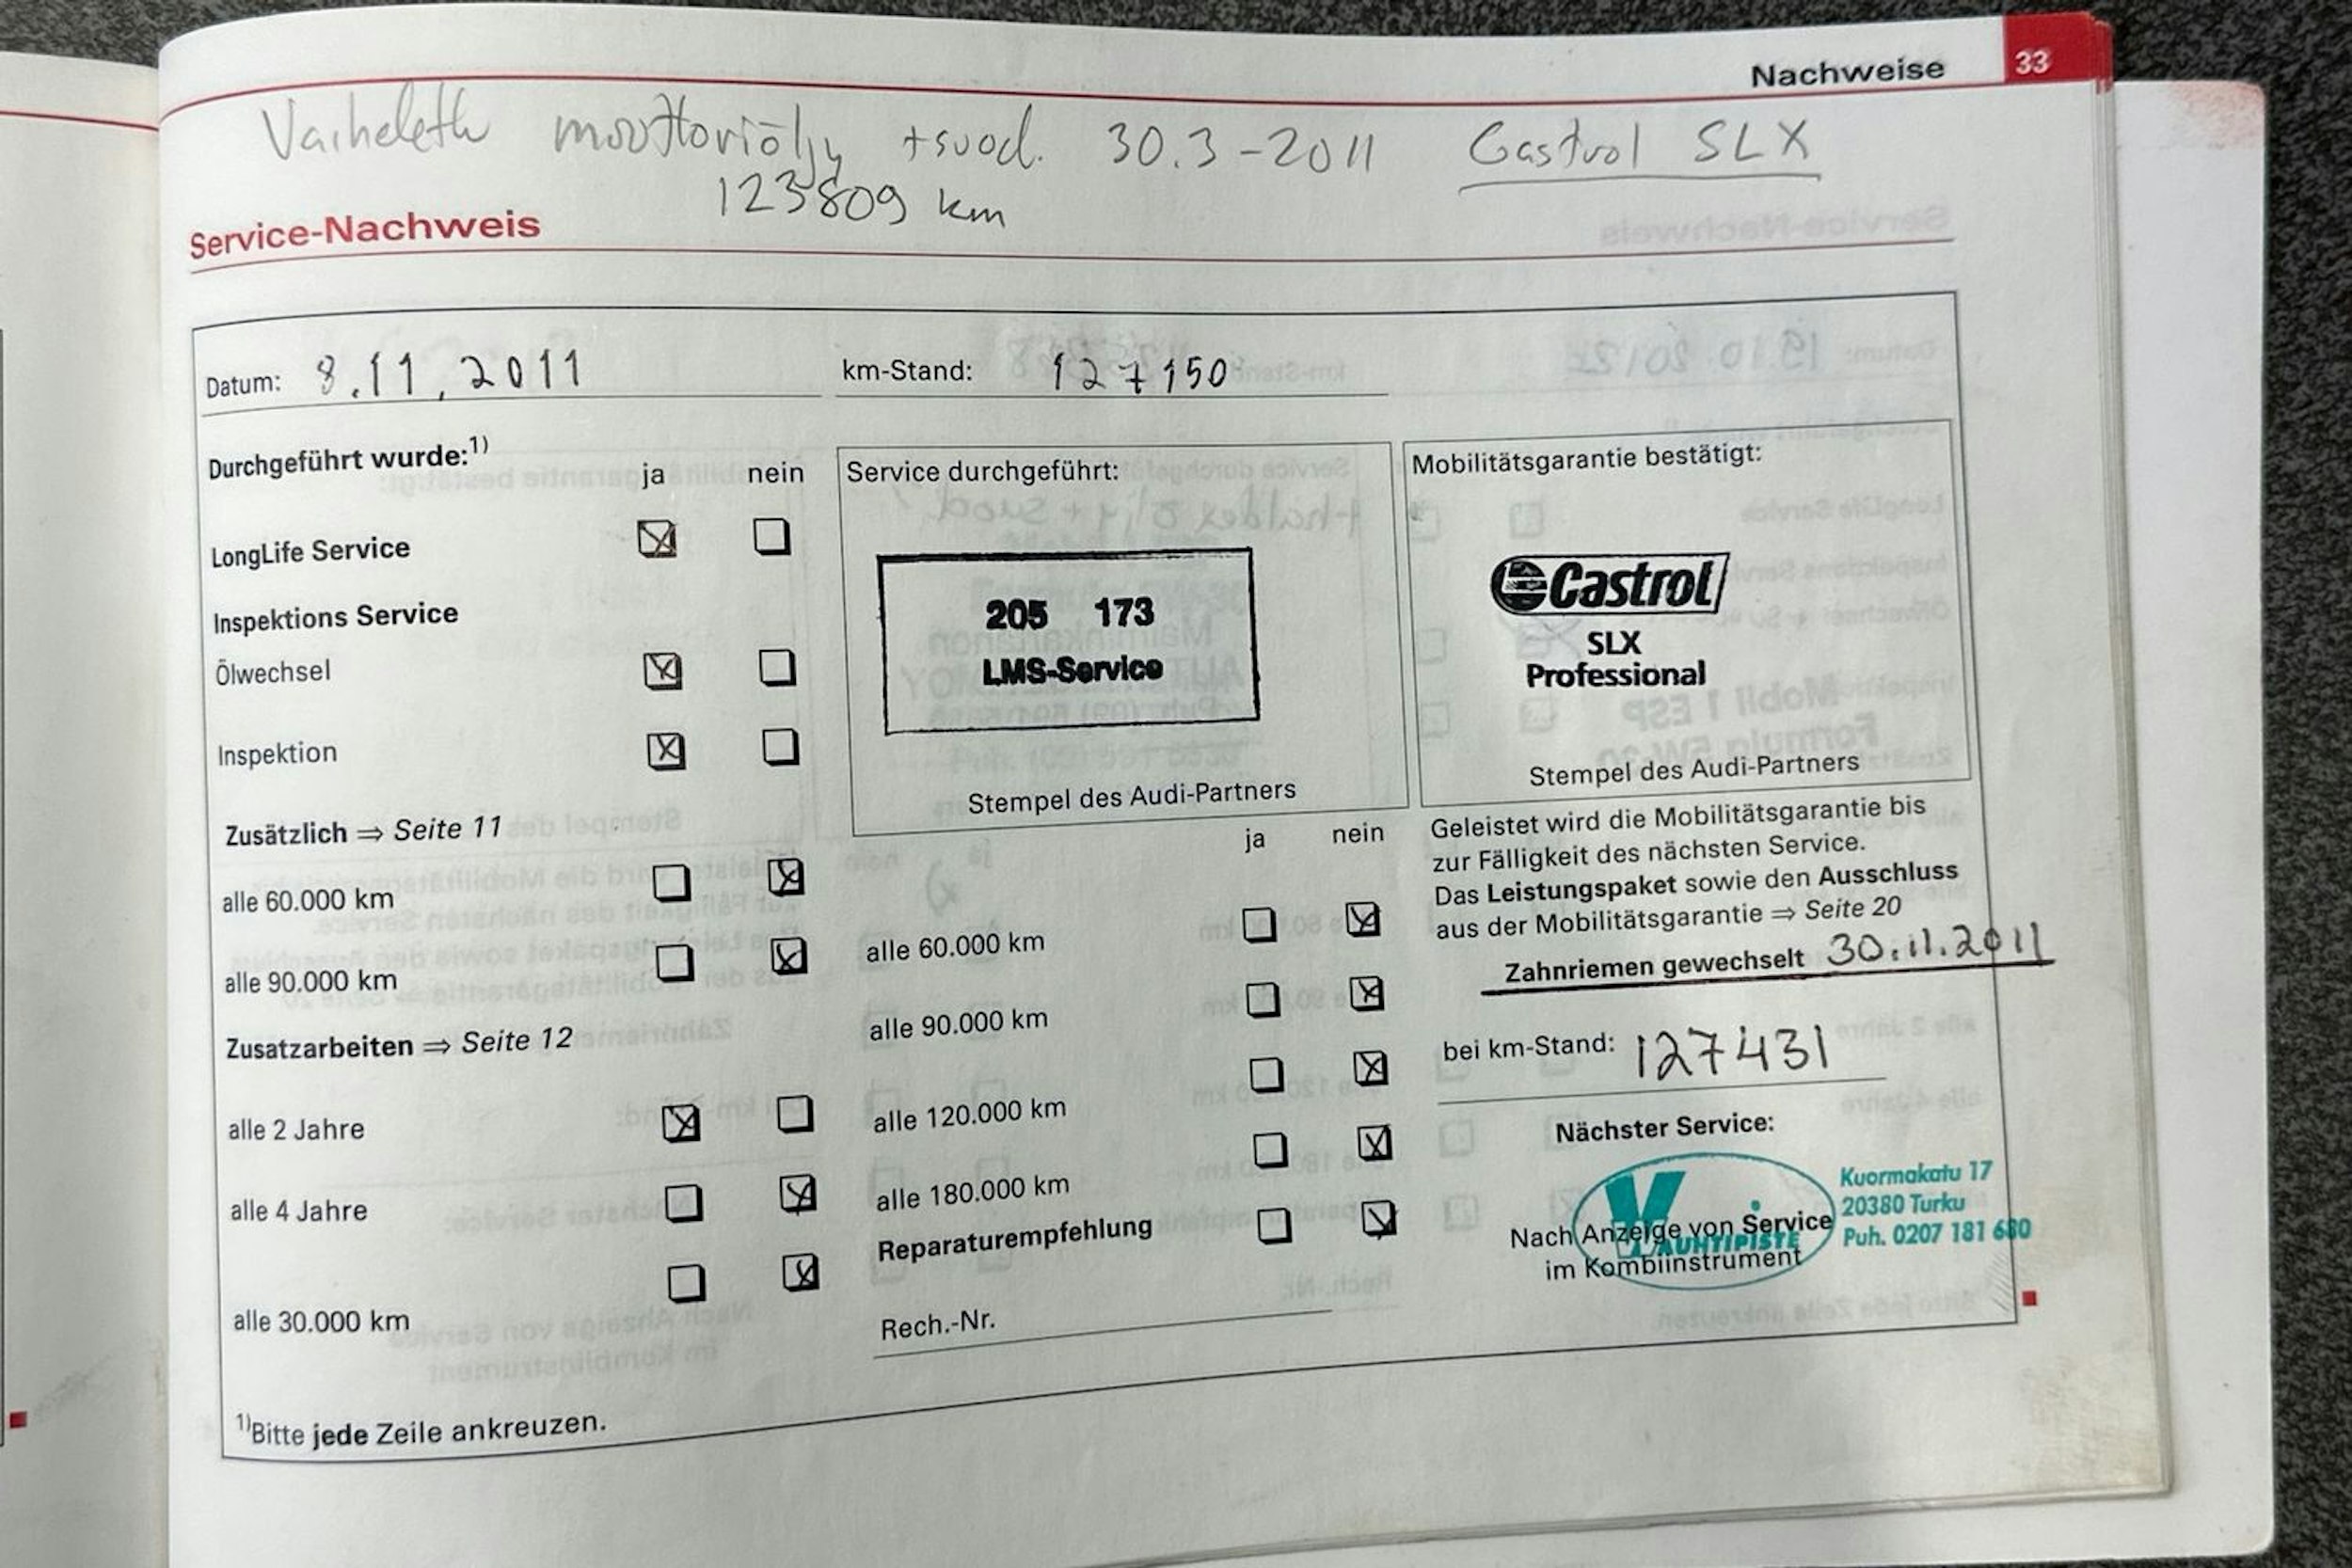 Nachweise 33
Vaihdettu moottoriöljy + suod. 30.3-2011 Castrol SLX
123809 km
Service-Nachweis
Datum: 8.11.2011 km-Stand: 127150
Durchgeführt wurde:1)
ja nein
LongLife Service
Inspektions Service
Ölwechsel
Inspektion
Zusätzlich ⇒ Seite 11
alle 60.000 km
alle 90.000 km
Zusatzarbeiten ⇒ Seite 12
alle 2 Jahre
alle 4 Jahre
alle 30.000 km
Service durchgeführt:
205 173
LMS-Service
Stempel des Audi-Partners
ja nein
alle 60.000 km
alle 90.000 km
alle 120.000 km
alle 180.000 km
Reparaturempfehlung
Rech.-Nr.
Mobilitätsgarantie bestätigt:
Castrol
SLX
Professional
Stempel des Audi-Partners
Geleistet wird die Mobilitätsgarantie bis
zur Fälligkeit des nächsten Service.
Das Leistungspaket sowie den Ausschluss
aus der Mobilitätsgarantie ⇒ Seite 20
Zahnriemen gewechselt 30.11.2011
bei km-Stand: 127431
Nächster Service:
Nach Anzeige von Service
im Kombiinstrument
VAUHTIPISTE
Kuormakatu 17
20380 Turku
Puh. 0207 181 680
1)Bitte jede Zeile ankreuzen.